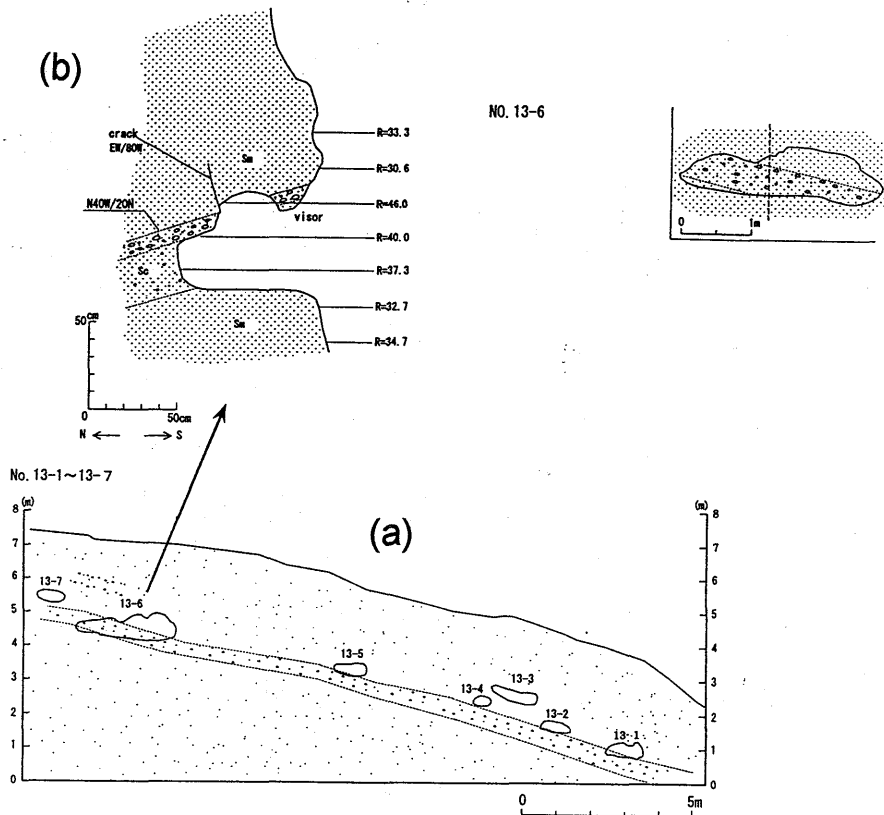 (b)
NO. 13-6
crack
EW/80W
Sm
R=33.3
R=30.6
N40W/20N
R=46.0
visor
R=40.0
Sc
R=37.3
R=32.7
Sm
R=34.7
50
cm
0
50cm
N
S
0
1m
No. 13-1~13-7
(a)
(m)
8
7
6
5
4
3
2
1
0
(m)
8
7
6
5
4
3
2
1
0
13-7
13-6
13-5
13-4
13-3
13-2
13-1
0
5m